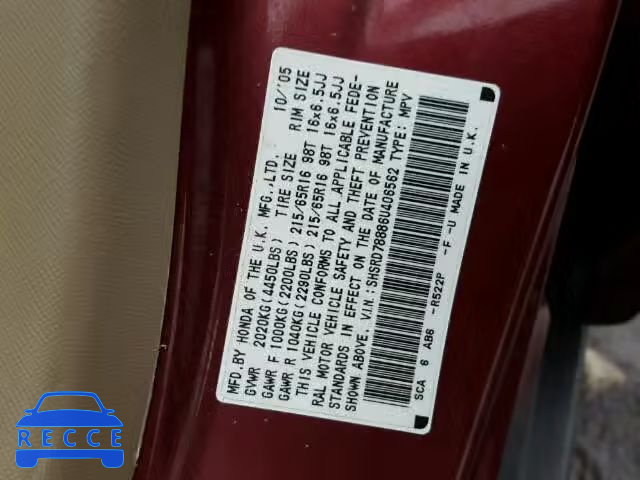 MFD.BY HONDA OF THE U.K. MFG.,LTD. 10/'05
GVWR 2020KG(4450LBS) TIRE SIZE RIM SIZE
GAWR F 1000KG(2200LBS) 215/65R16 98T 16x6.5JJ
GAWR R 1040KG(2290LBS) 215/65R16 98T 16x6.5JJ
THIS VEHICLE CONFORMS TO ALL APPLICABLE FEDE-
RAL MOTOR VEHICLE SAFETY AND THEFT PREVENTION
STANDARDS IN EFFECT ON THE DATE OF MANUFACTURE
SHOWN ABOVE. V.I.N.:SHSRD78886U408562 TYPE: MPV
SCA 6 AB6 -R522P -F -U MADE IN U.K.
RECCE